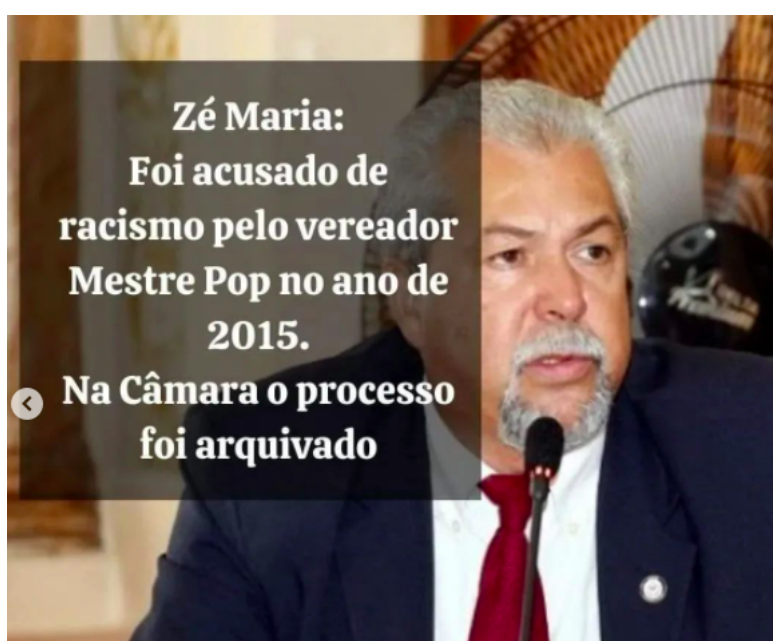 Zé Maria:
Foi acusado de
racismo pelo vereador
Mestre Pop no ano de
2015.
Na Câmara o processo
foi arquivado